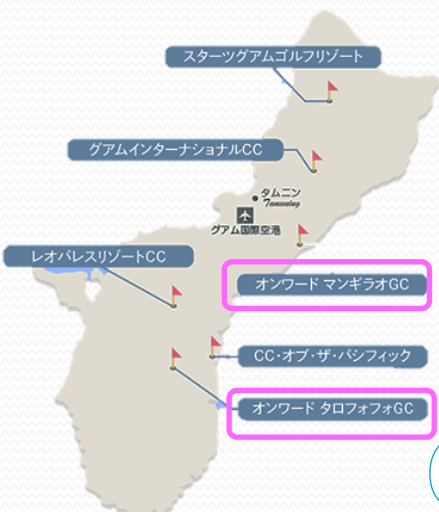 スターツグアムゴルフリゾート
グアムインターナショナルCC
タムニン
Tamuning
グアム国際空港
レオパレスリゾートCC
オンワード マンギラオGC
CC・オブ・ザ・パシフィック
オンワード タロフォフォGC